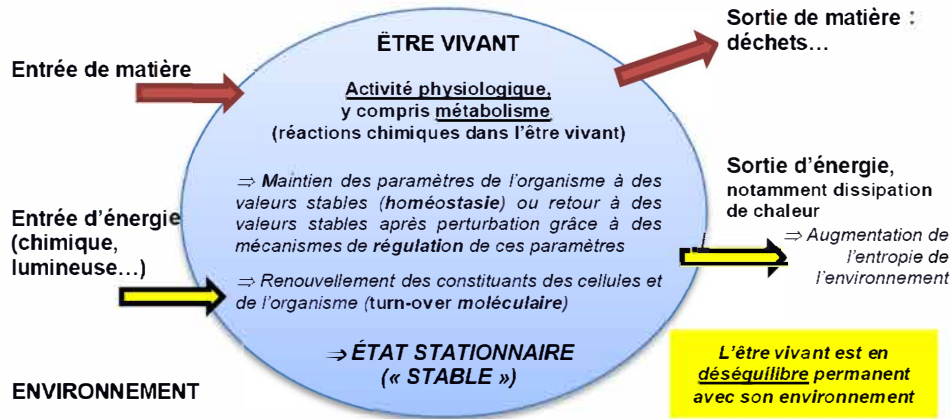 Entrée de matière
Entrée d'énergie
(chimique,
lumineuse…)
ENVIRONNEMENT
ÊTRE VIVANT
Activité physiologique,
y compris métabolisme
(réactions chimiques dans l'être vivant)
⇒ Maintien des paramètres de l'organisme à des
valeurs stables (homéostasie) ou retour à des
valeurs stables après perturbation grâce à des
mécanismes de régulation de ces paramètres
⇒ Renouvellement des constituants des cellules et
de l'organisme (turn-over moléculaire)
⇒ ÉTAT STATIONNAIRE
(« STABLE »)
Sortie de matière :
déchets…
Sortie d'énergie,
notamment dissipation
de chaleur
⇒ Augmentation de
l'entropie de
l'environnement
L'être vivant est en
déséquilibre permanent
avec son environnement